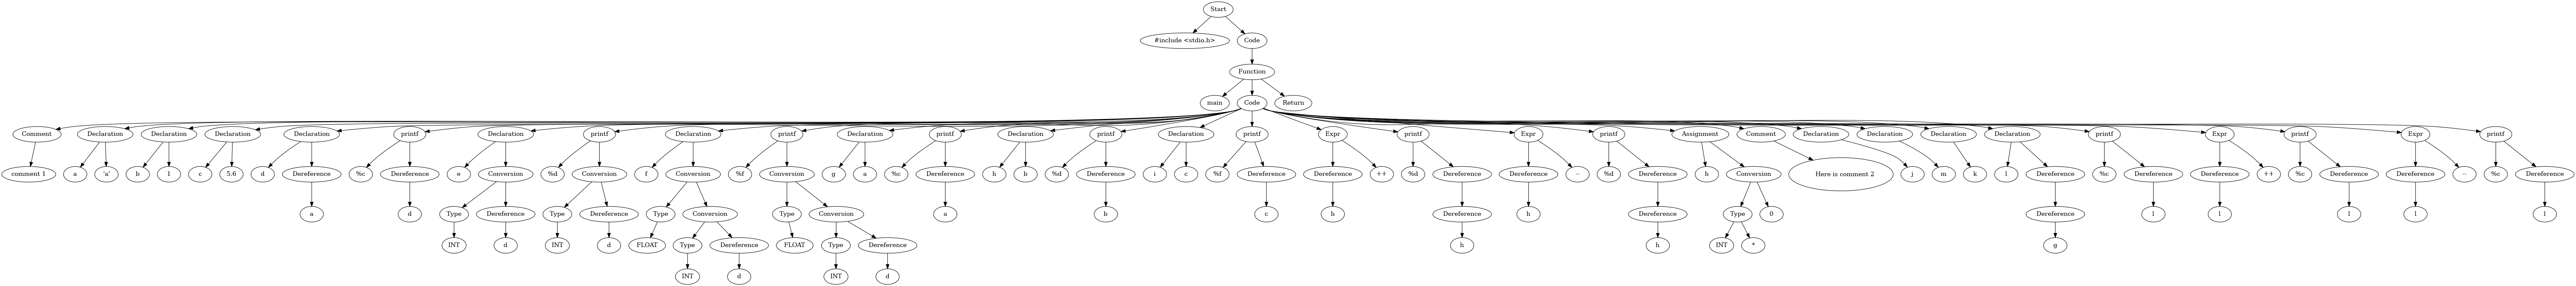 Start
#include <stdio.h> Code
Function
main Code Return
Comment Declaration Declaration Declaration Declaration printf Declaration printf Declaration printf Declaration printf Declaration printf Declaration printf Expr printf Expr printf Assignment Comment Declaration Declaration Declaration Declaration printf Expr printf Expr printf
comment 1 a 'a' b 1 c 5.6 d Dereference %c Dereference e Conversion %d Conversion f Conversion %f Conversion g a %c Dereference h b %d Dereference i c %f Dereference Dereference ++ %d Dereference Dereference -- %d Dereference h Conversion Here is comment 2 j m k l Dereference %c Dereference Dereference ++ %c Dereference Dereference -- %c Dereference
a d Type Dereference Type Dereference Type Conversion Type Conversion a b c h Dereference h Dereference Type 0 Dereference l l l l l
INT d INT d FLOAT Type Dereference FLOAT Type Dereference h h INT * g
INT d INT d